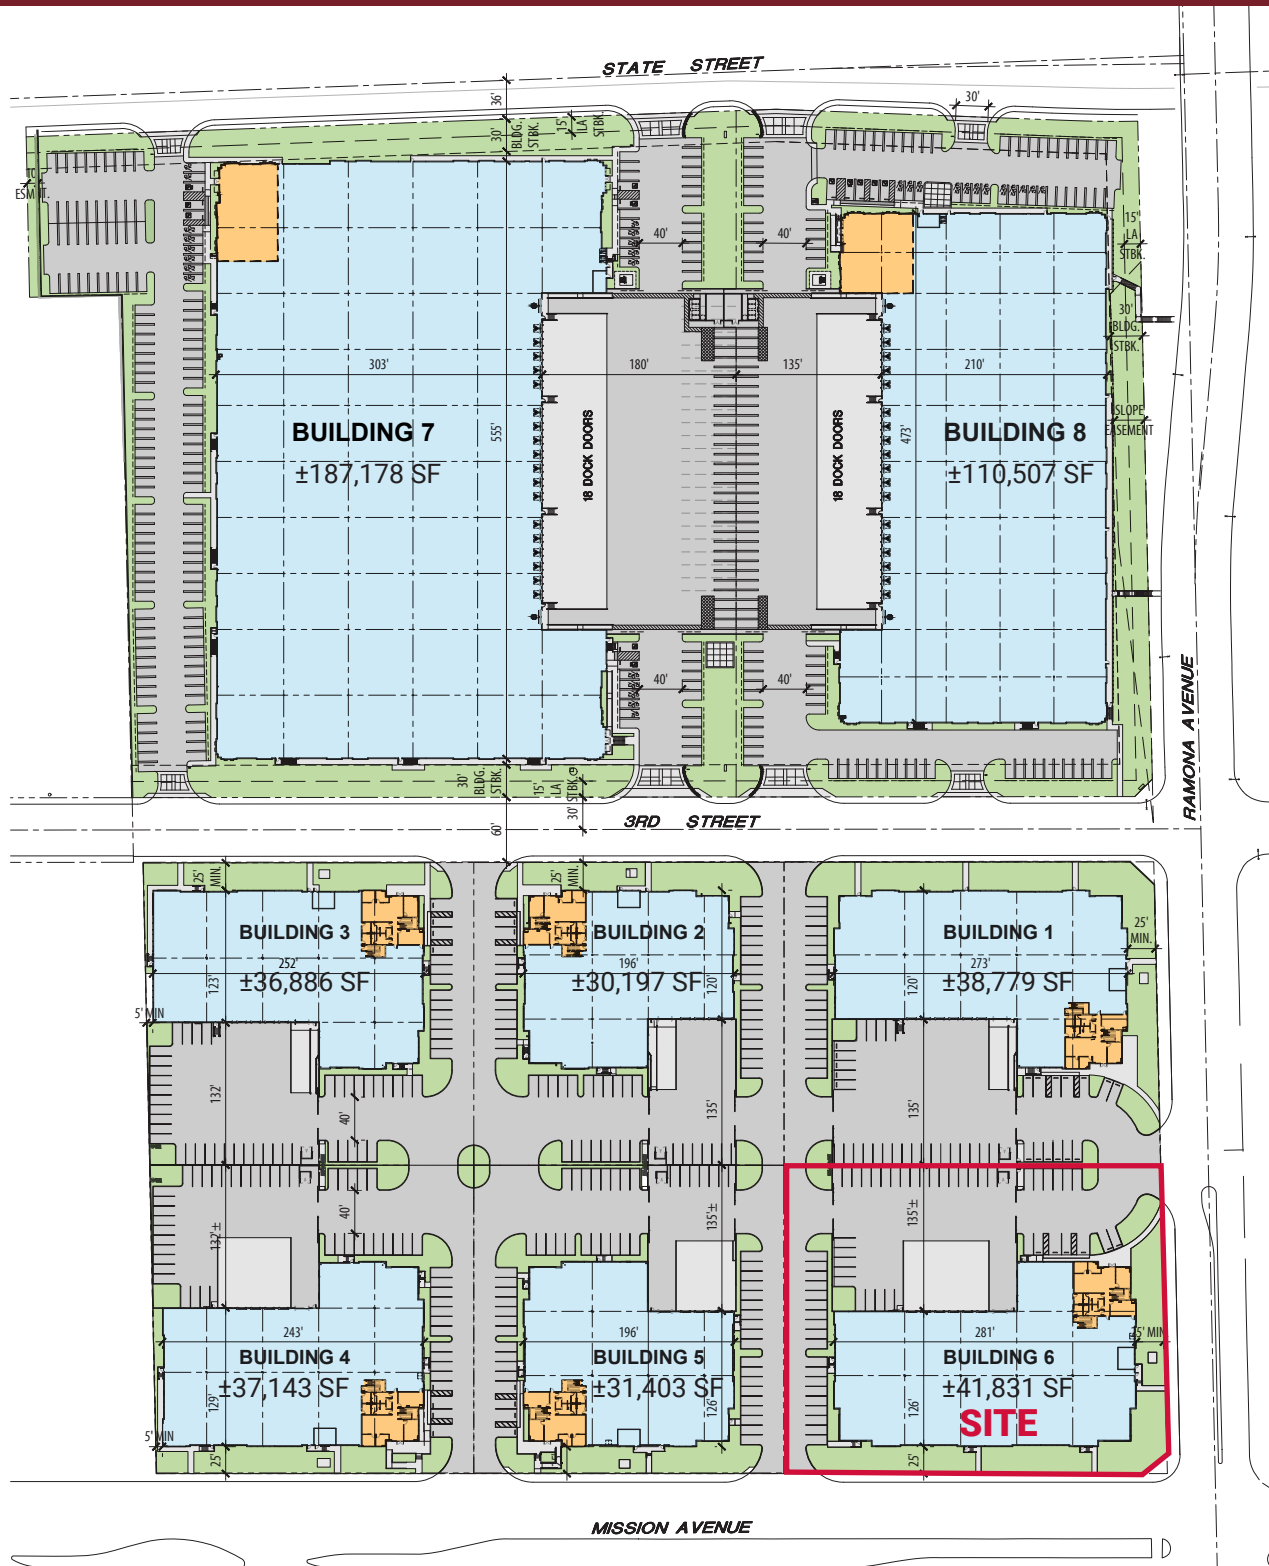 STATE STREET
36'
30'
BLDG.
STBK.
15'
LA
STBK.
30'
ESMT.
40'
40'
15'
LA
STBK.
30'
BLDG.
STBK.
303'
180'
135'
210'
SLOPE
EASEMENT
BUILDING 7
±187,178 SF
555'
18 DOCK DOORS
18 DOCK DOORS
473'
BUILDING 8
±110,507 SF
40'
40'
RAMONA AVENUE
30'
BLDG.
STBK.
15'
LA
STBK.
30'
60'
3RD STREET
25'
MIN.
25'
MIN.
25'
MIN.
BUILDING 3
252'
±36,886 SF
123'
BUILDING 2
196'
±30,197 SF
120'
BUILDING 1
273'
±38,779 SF
120'
5' MIN
132'
40'
135'
135'
132'±
40'
135'±
135'±
243'
BUILDING 4
±37,143 SF
129'
196'
BUILDING 5
±31,403 SF
126'
281'
BUILDING 6
±41,831 SF
SITE
126'
25' MIN
5' MIN
25'
25'
MISSION AVENUE